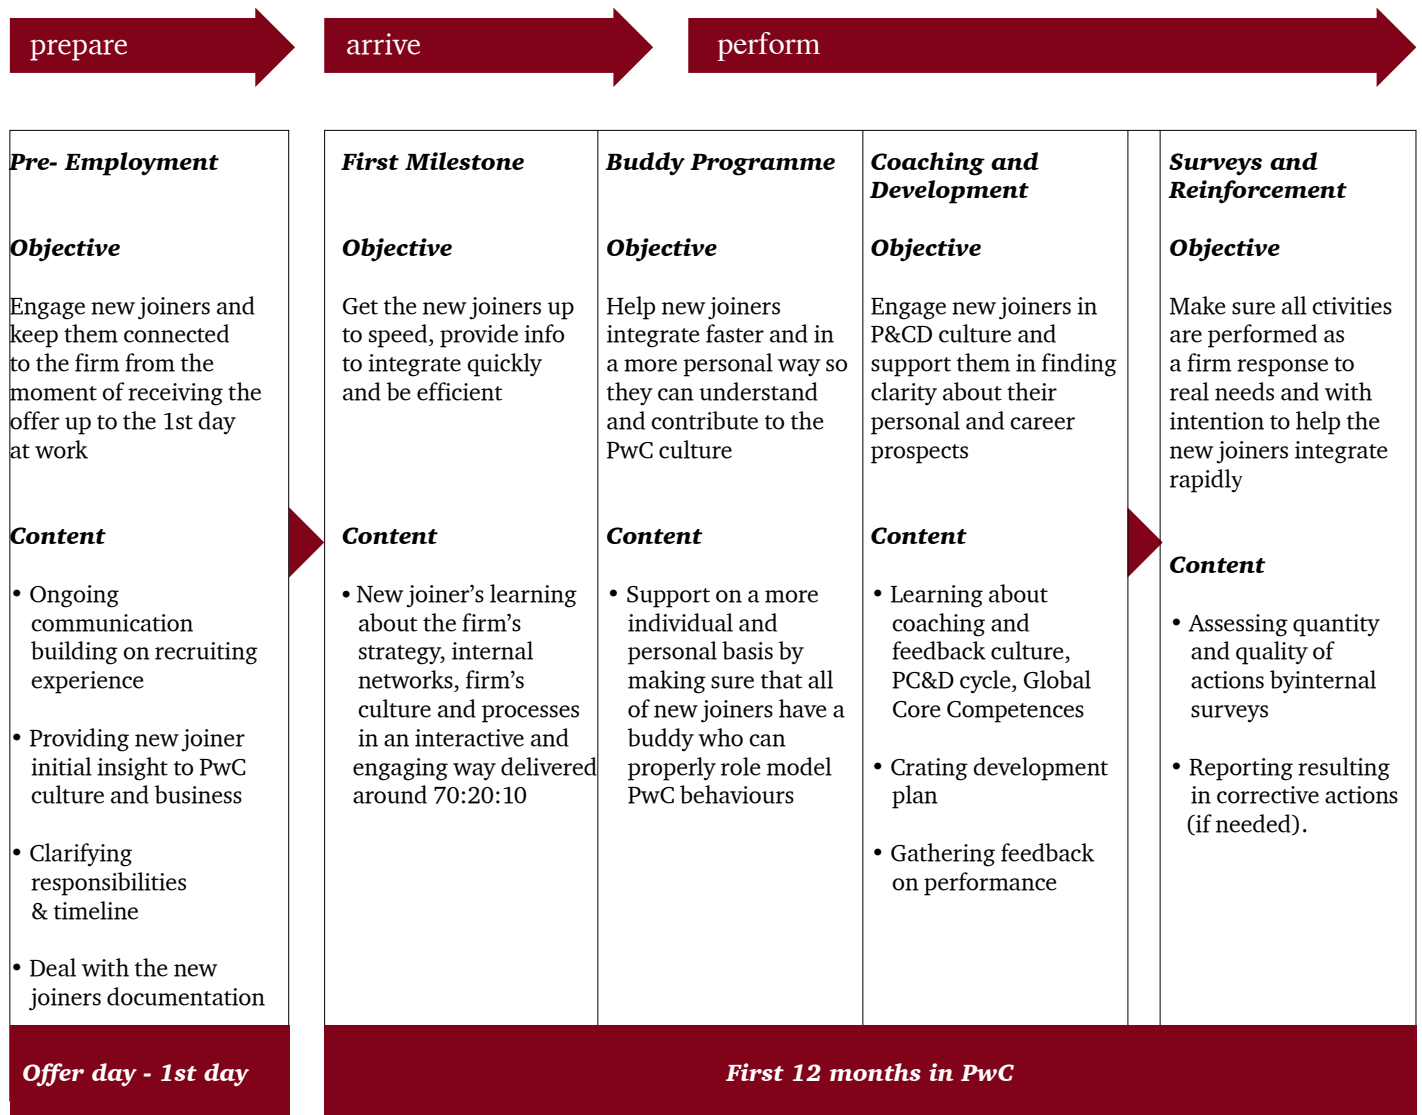 prepare
arrive
perform
Pre- Employment
Objective
Engage new joiners and
keep them connected
to the firm from the
moment of receiving the
offer up to the 1st day
at work
Content
• Ongoing
communication
building on recruiting
experience
• Providing new joiner
initial insight to PwC
culture and business
• Clarifying
responsibilities
& timeline
• Deal with the new
joiners documentation
Offer day - 1st day
First Milestone
Objective
Get the new joiners up
to speed, provide info
to integrate quickly
and be efficient
Content
• New joiner’s learning
about the firm’s
strategy, internal
networks, firm’s
culture and processes
in an interactive and
engaging way delivered
around 70:20:10
Buddy Programme
Objective
Help new joiners
integrate faster and in
a more personal way so
they can understand
and contribute to the
PwC culture
Content
• Support on a more
individual and
personal basis by
making sure that all
of new joiners have a
buddy who can
properly role model
PwC behaviours
Coaching and
Development
Objective
Engage new joiners in
P&CD culture and
support them in finding
clarity about their
personal and career
prospects
Content
• Learning about
coaching and
feedback culture,
PC&D cycle, Global
Core Competences
• Crating development
plan
• Gathering feedback
on performance
Surveys and
Reinforcement
Objective
Make sure all ctivities
are performed as
a firm response to
real needs and with
intention to help the
new joiners integrate
rapidly
Content
• Assessing quantity
and quality of
actions byinternal
surveys
• Reporting resulting
in corrective actions
(if needed).
First 12 months in PwC